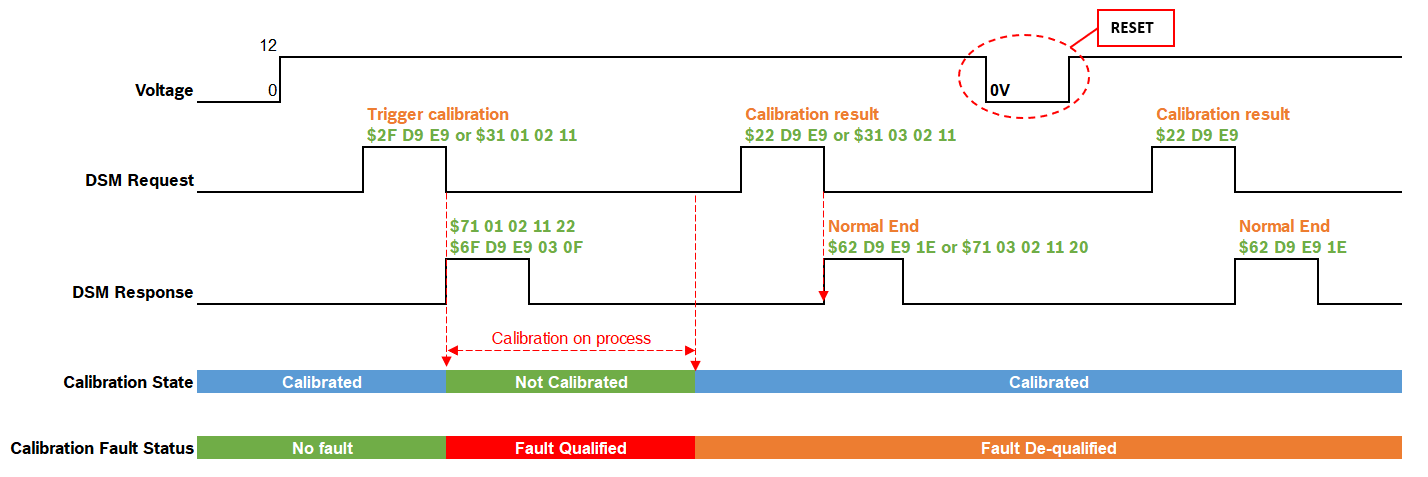 RESET
12
Voltage
0
0V
Trigger calibration
$2F D9 E9 or $31 01 02 11
Calibration result
$22 D9 E9 or $31 03 02 11
Calibration result
$22 D9 E9
DSM Request
$71 01 02 11 22
$6F D9 E9 03 0F
Normal End
$62 D9 E9 1E or $71 03 02 11 20
Normal End
$62 D9 E9 1E
DSM Response
Calibration on process
Calibration State
Calibrated
Not Calibrated
Calibrated
Calibration Fault Status
No fault
Fault Qualified
Fault De-qualified